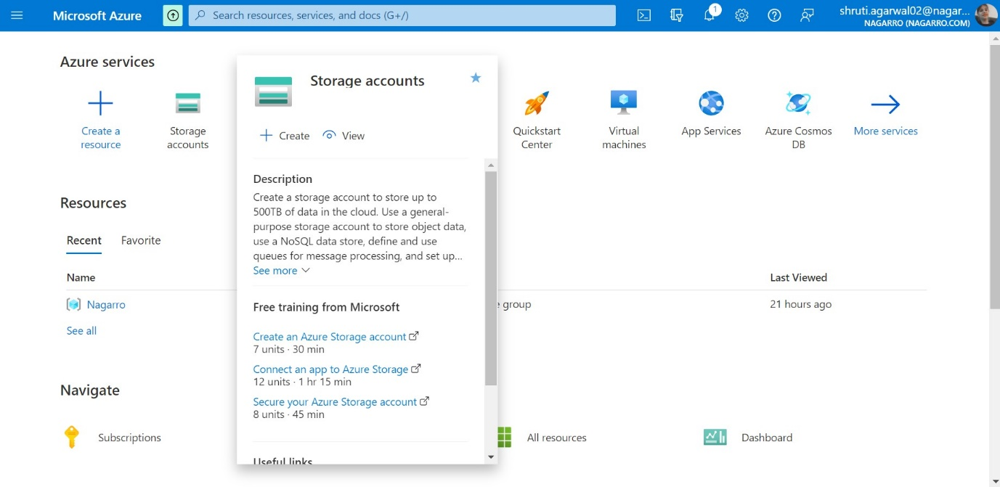 Microsoft Azure
Search resources, services, and docs (G+/)
1
shruti.agarwal02@nagar...
NAGARRO (NAGARRO.COM)
Azure services
Create a
resource
Storage
accounts
Storage accounts
Create
View
Quickstart
Center
Virtual
machines
App Services
Azure Cosmos
DB
More services
Description
Create a storage account to store up to
500TB of data in the cloud. Use a general-
purpose storage account to store object data,
use a NoSQL data store, define and use
queues for message processing, and set up...
See more
Free training from Microsoft
Create an Azure Storage account
7 units · 30 min
Connect an app to Azure Storage
12 units · 1 hr 15 min
Secure your Azure Storage account
8 units · 45 min
Useful links
Resources
Recent
Favorite
Name
Last Viewed
Nagarro
e group
21 hours ago
See all
Navigate
Subscriptions
All resources
Dashboard